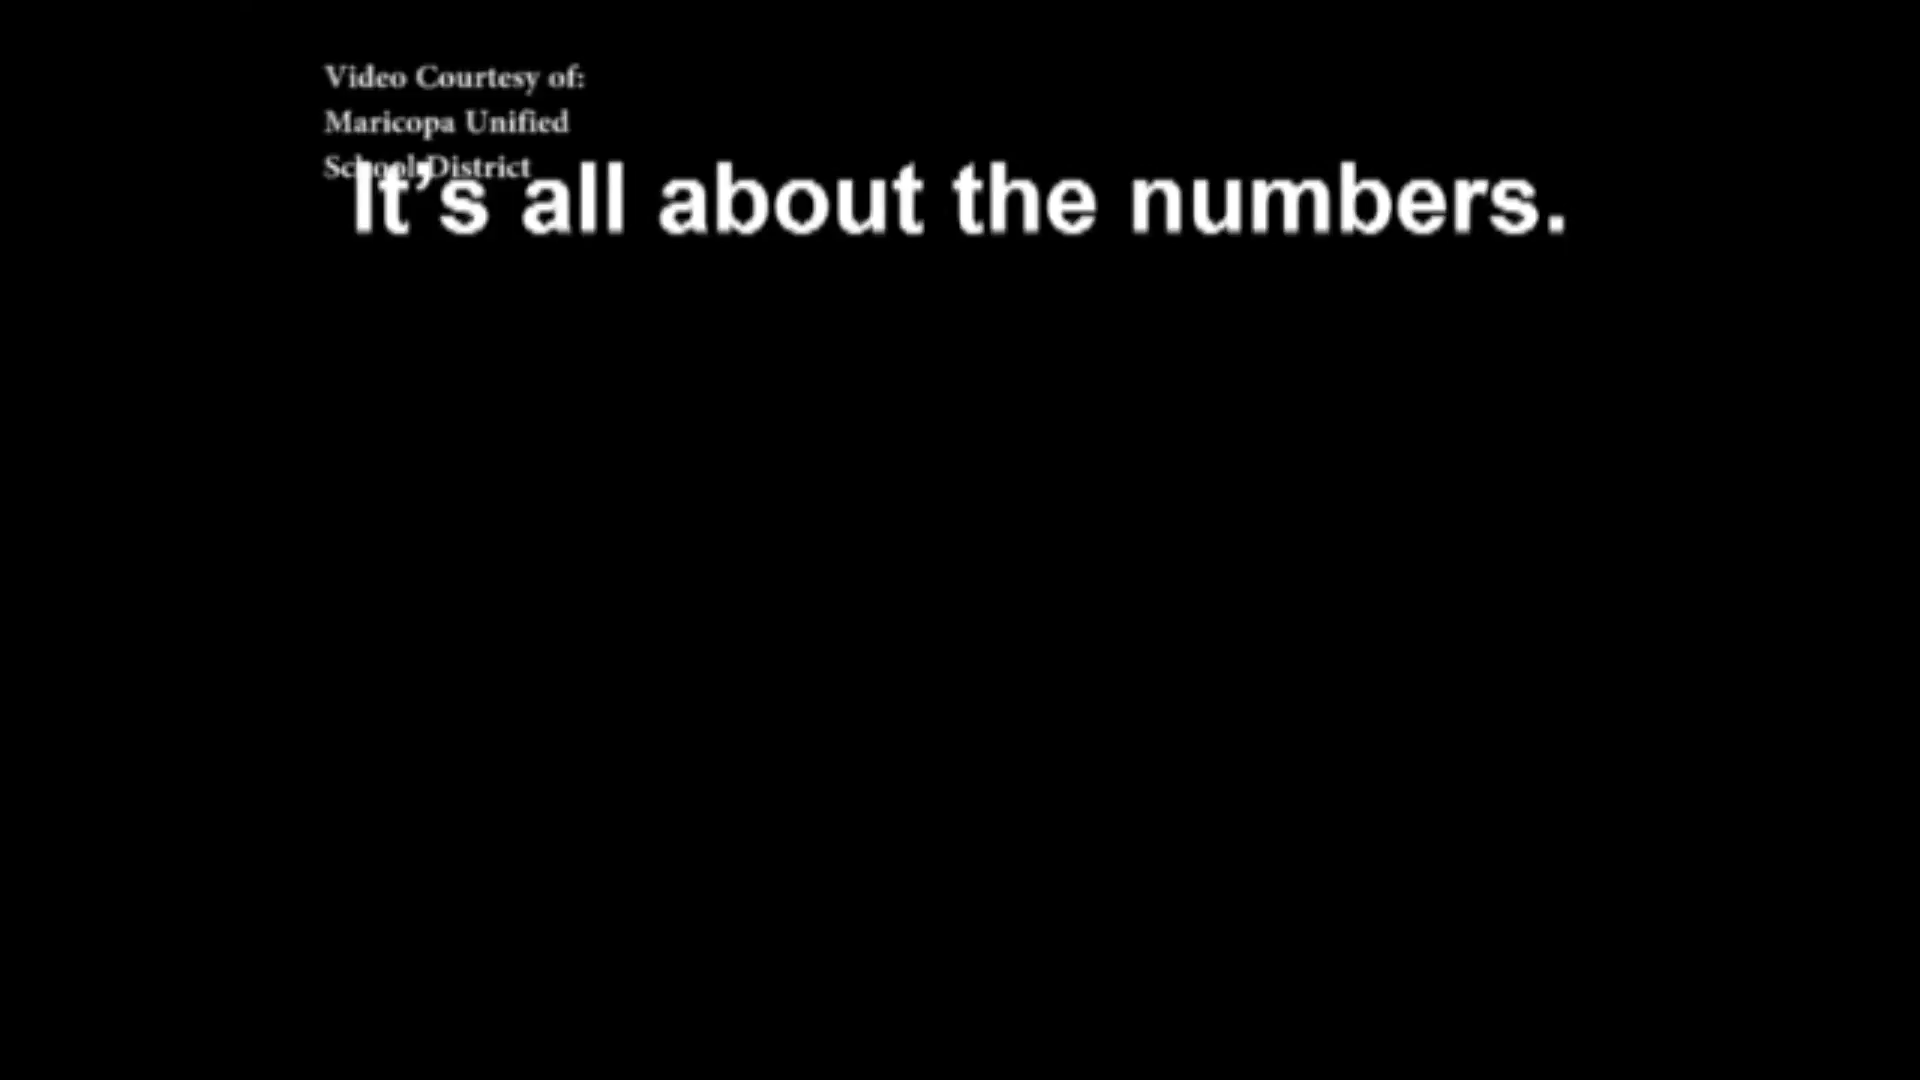 Video Courtesy of:
Maricopa Unified
School District
It’s all about the numbers.